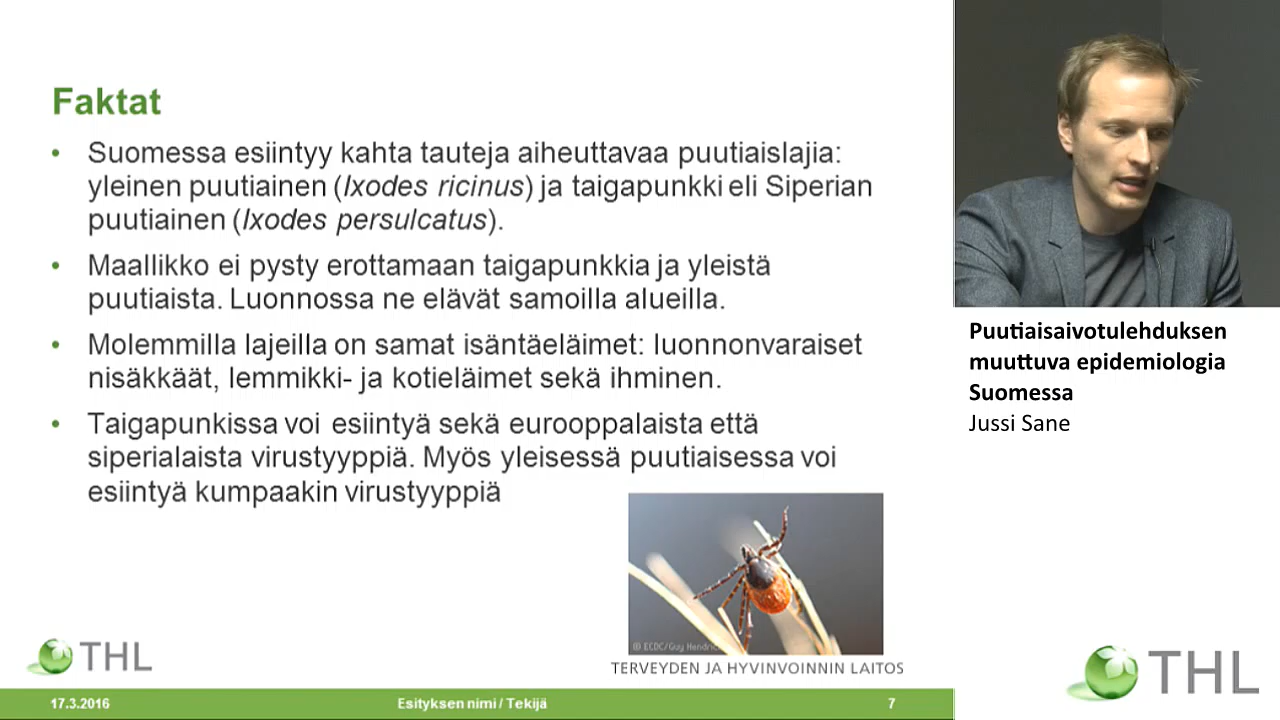 Faktat
• Suomessa esiintyy kahta tauteja aiheuttavaa puutiaislajia:
yleinen puutiainen (Ixodes ricinus) ja taigapunkki eli Siperian
puutiainen (Ixodes persulcatus).
• Maallikko ei pysty erottamaan taigapunkkia ja yleistä
puutiaista. Luonnossa ne elävät samoilla alueilla.
• Molemmilla lajeilla on samat isäntäeläimet: luonnonvaraiset
nisäkkäät, lemmikki- ja kotieläimet sekä ihminen.
• Taigapunkissa voi esiintyä sekä eurooppalaista että
siperialaista virustyyppiä. Myös yleisessä puutiaisessa voi
esiintyä kumpaakin virustyyppiä
© ECDC/Guy Hendri
THL
TERVEYDEN JA HYVINVOINNIN LAITOS
17.3.2016
Esityksen nimi / Tekijä
7
Puutiaisaivotulehduksen
muuttuva epidemiologia
Suomessa
Jussi Sane
THL